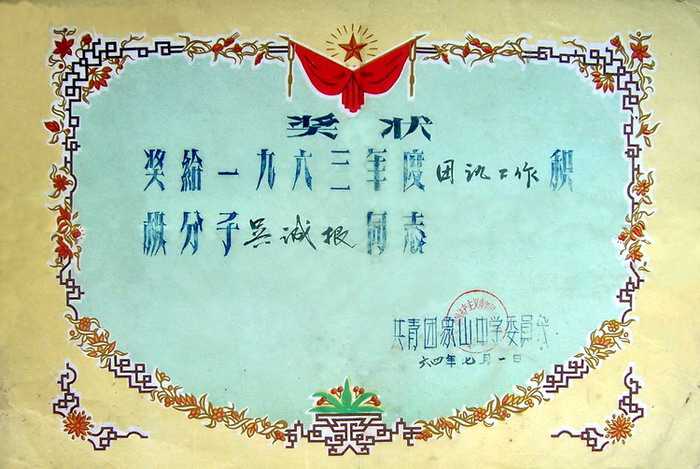 奖状
奖给一九六三年度团讯工作积
极分子吴诚报同志
共青团象山中学委员会
六四年七月一日